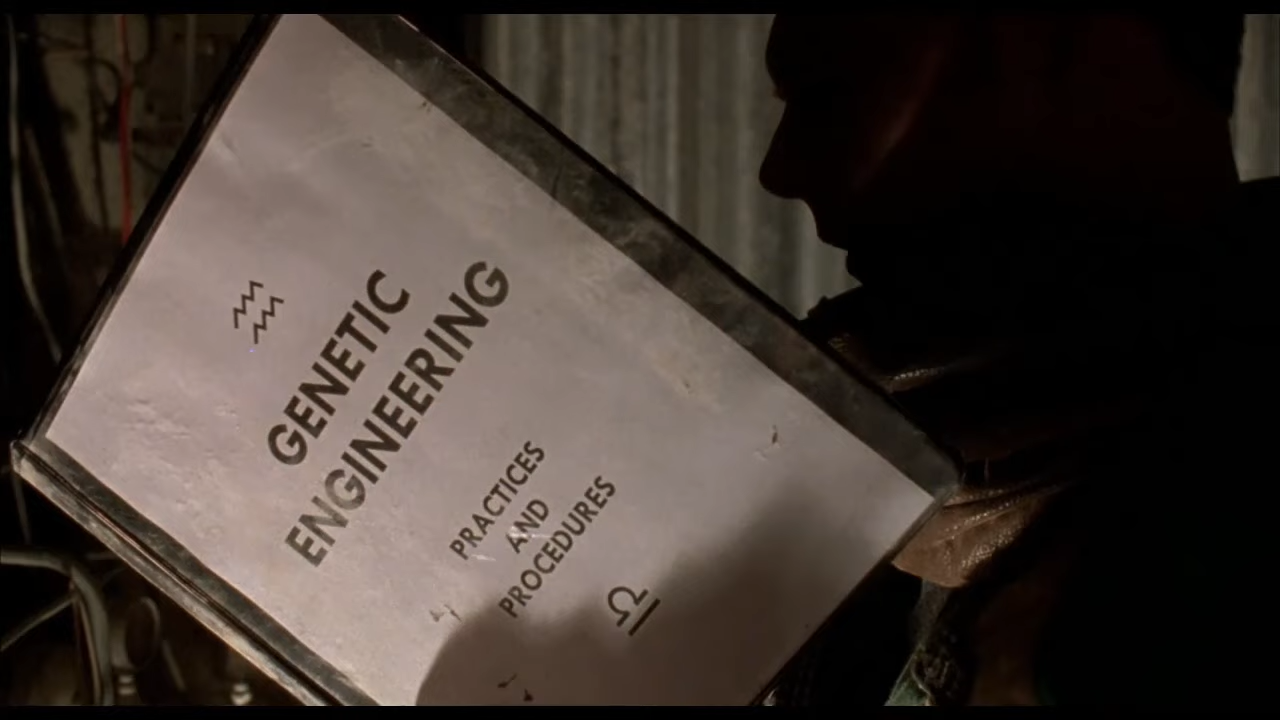 GENETIC
ENGINEERING
PRACTICES
AND
PROCEDURES